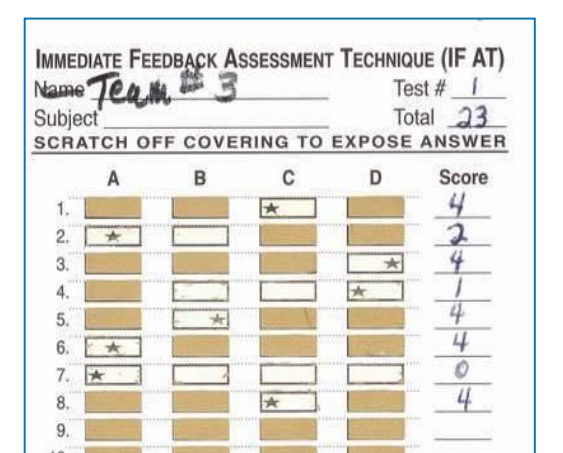 IMMEDIATE FEEDBACK ASSESSMENT TECHNIQUE (IF AT)
Name Team # 3 Test # 1
Subject Total 23
SCRATCH OFF COVERING TO EXPOSE ANSWER
A B C D Score
1. 4
2. 2
3. 4
4. 1
5. 4
6. 4
7. 0
8. 4
9.